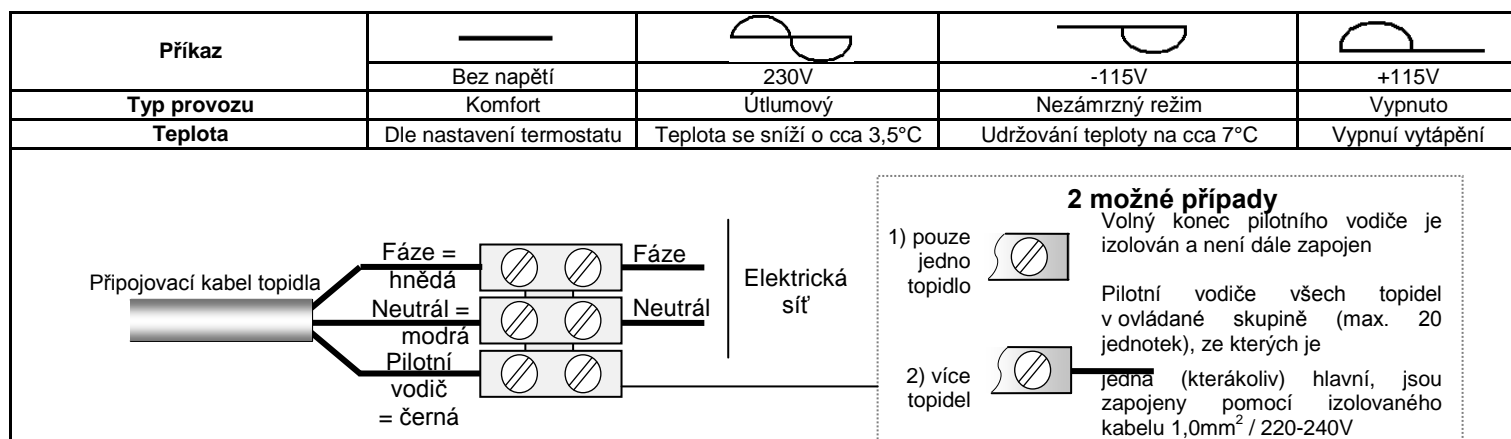 Příkaz
Bez napětí 230V -115V +115V
Typ provozu Komfort Útlumový Nezámrzný režim Vypnuto
Teplota Dle nastavení termostatu Teplota se sníží o cca 3,5°C Udržování teploty na cca 7°C Vypnuí vytápění
Připojovací kabel topidla
Fáze =
hnědá
Neutrál =
modrá
Pilotní
vodič
= černá
Fáze
Neutrál
Elektrická
síť
2 možné případy
1) pouze
jedno
topidlo
Volný konec pilotního vodiče je
izolován a není dále zapojen
2) více
topidel
Pilotní vodiče všech topidel
v ovládané skupině (max. 20
jednotek), ze kterých je
jedna (kterákoliv) hlavní, jsou
zapojeny pomocí izolovaného
kabelu 1,0mm² / 220-240V